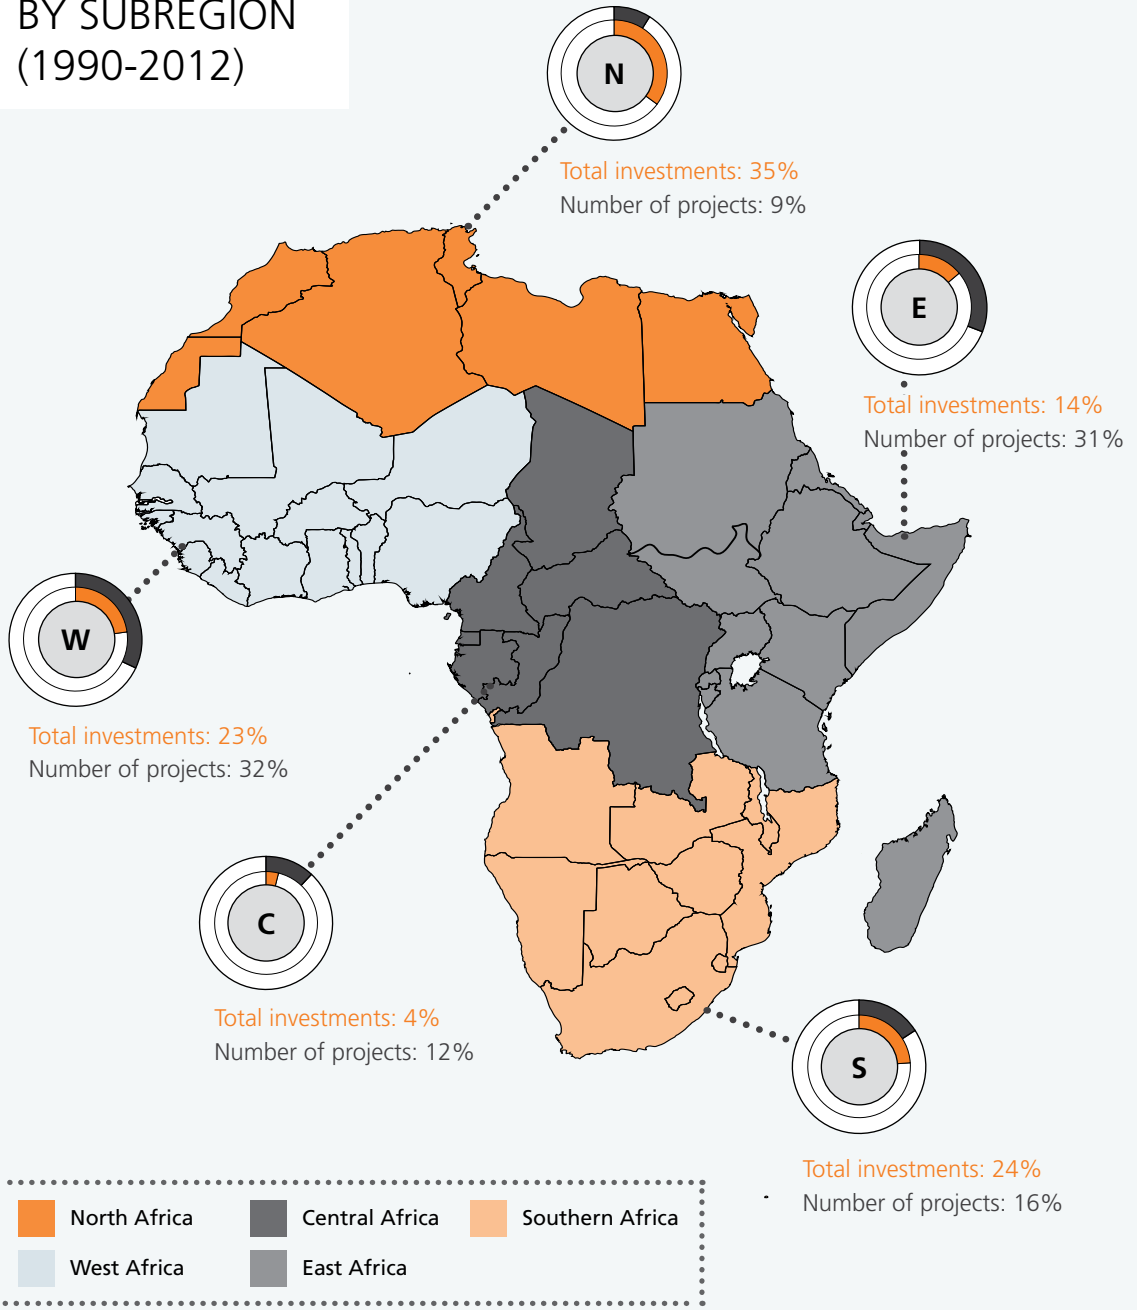 BY SUBREGION
(1990-2012)
N
Total investments: 35%
Number of projects: 9%
E
Total investments: 14%
Number of projects: 31%
W
Total investments: 23%
Number of projects: 32%
C
Total investments: 4%
Number of projects: 12%
S
Total investments: 24%
Number of projects: 16%
North Africa
Central Africa
Southern Africa
West Africa
East Africa